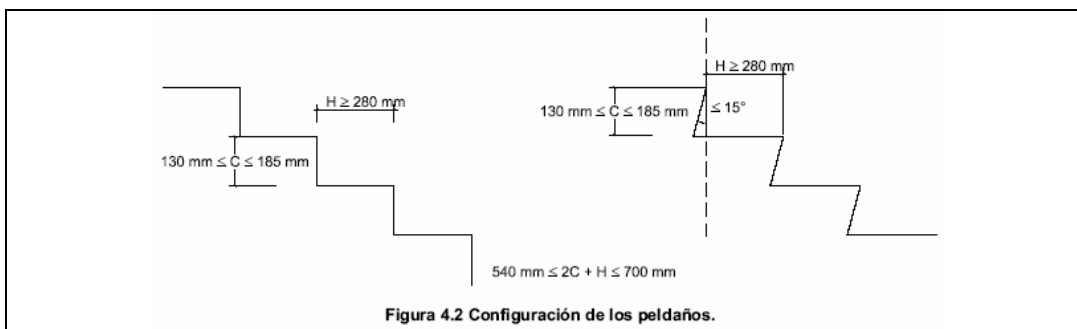 H ≥ 280 mm
130 mm ≤ C ≤ 185 mm
H ≥ 280 mm
130 mm ≤ C ≤ 185 mm
≤ 15°
540 mm ≤ 2C + H ≤ 700 mm
Figura 4.2 Configuración de los peldaños.